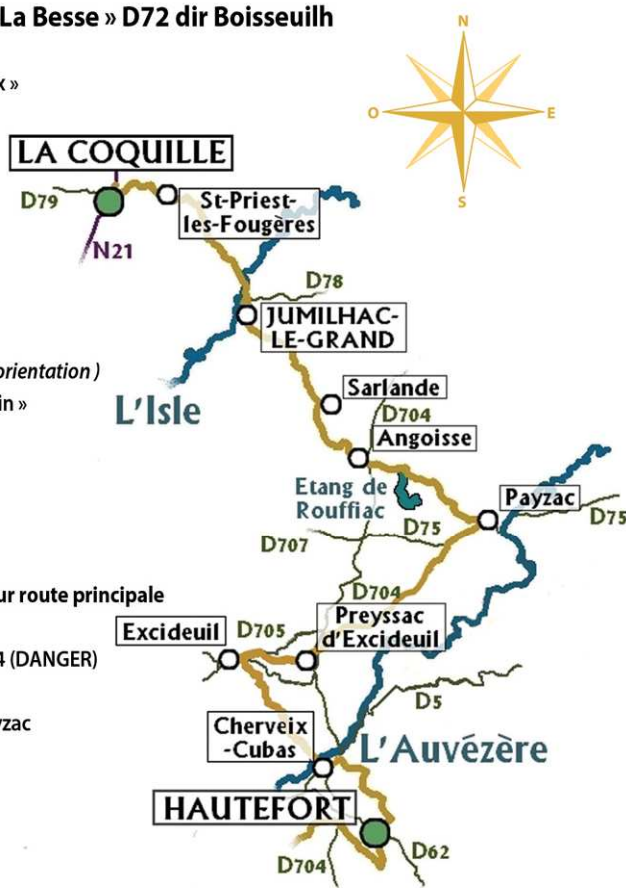 La Besse » D72 dir Boisseuilh
N
O
E
S
x »
LA COQUILLE
D79
St-Priest-
les-Fougères
N21
D78
JUMILHAC-
LE-GRAND
orientation )
in »
L'Isle
Sarlande
D704
Angoisse
Etang de
Rouffiac
Payzac
D75
D75
D707
ur route principale
D704
Preyssac
d'Excideuil
Excideuil
D705
4 (DANGER)
D5
yzac
Cherveix
-Cubas
L'Auvézère
HAUTEFORT
D62
D704